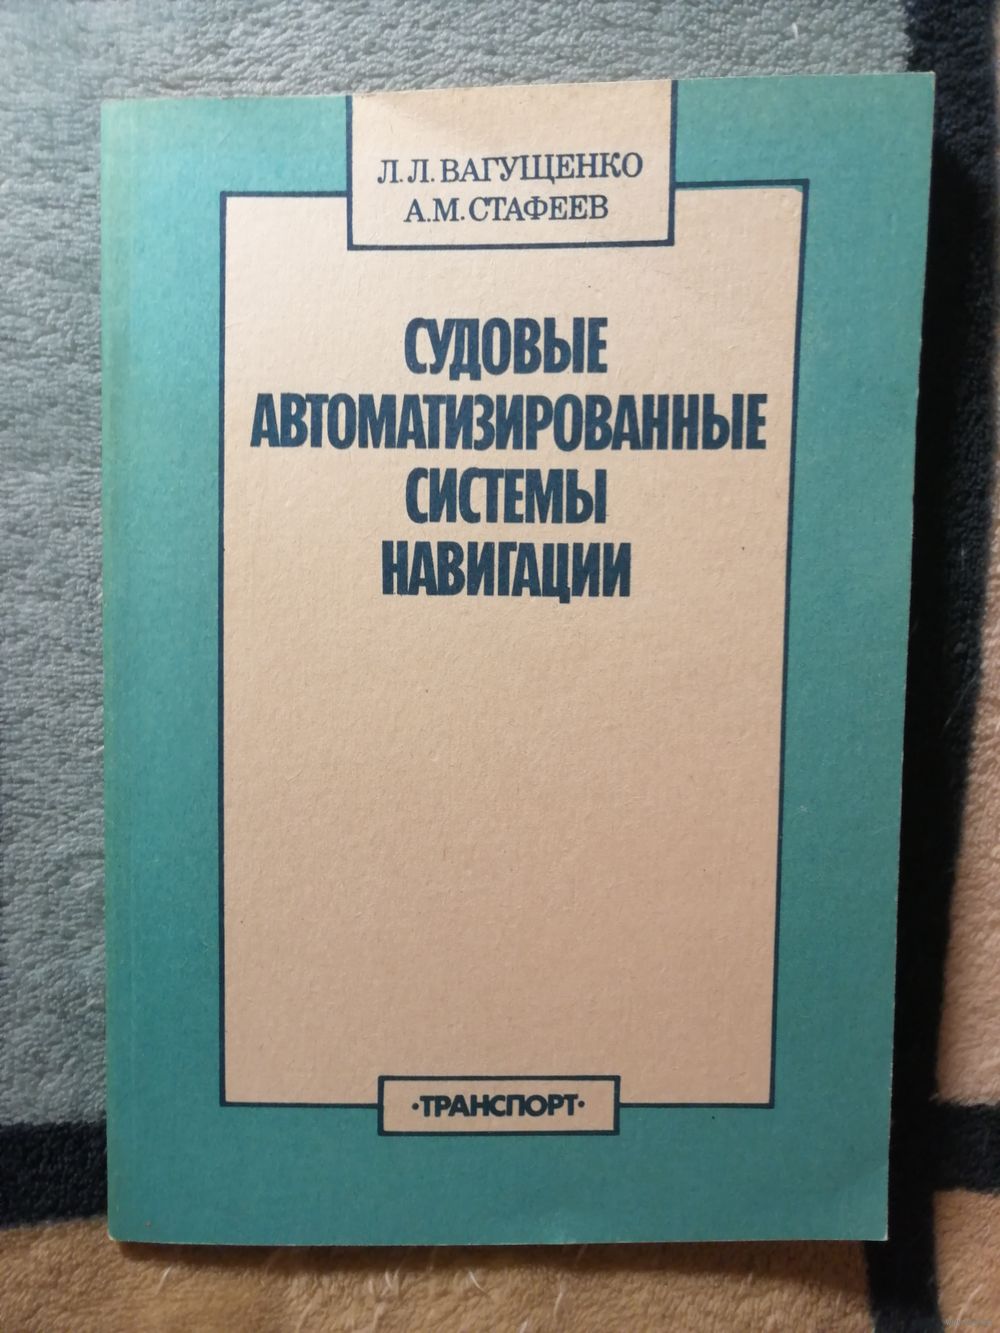 Л.Л. ВАГУЩЕНКО
А.М. СТАФЕЕВ
СУДОВЫЕ
АВТОМАТИЗИРОВАННЫЕ
СИСТЕМЫ
НАВИГАЦИИ
·ТРАНСПОРТ·